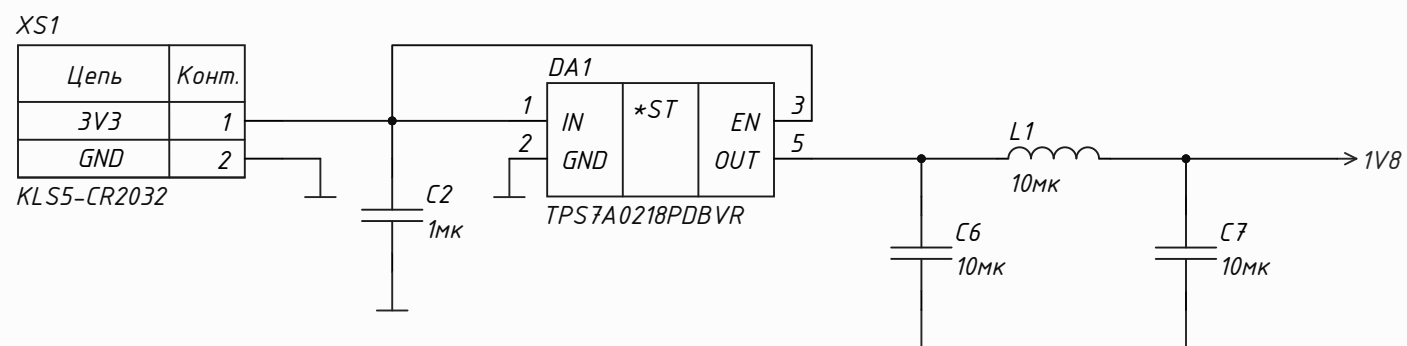 XS1
Цепь Конт.
3V3 1
GND 2
KLS5-CR2032
C2
1мк
DA1
1 IN *ST EN 3
2 GND OUT 5
TPS7A0218PDBVR
L1
10мк
1V8
C6
10мк
C7
10мк